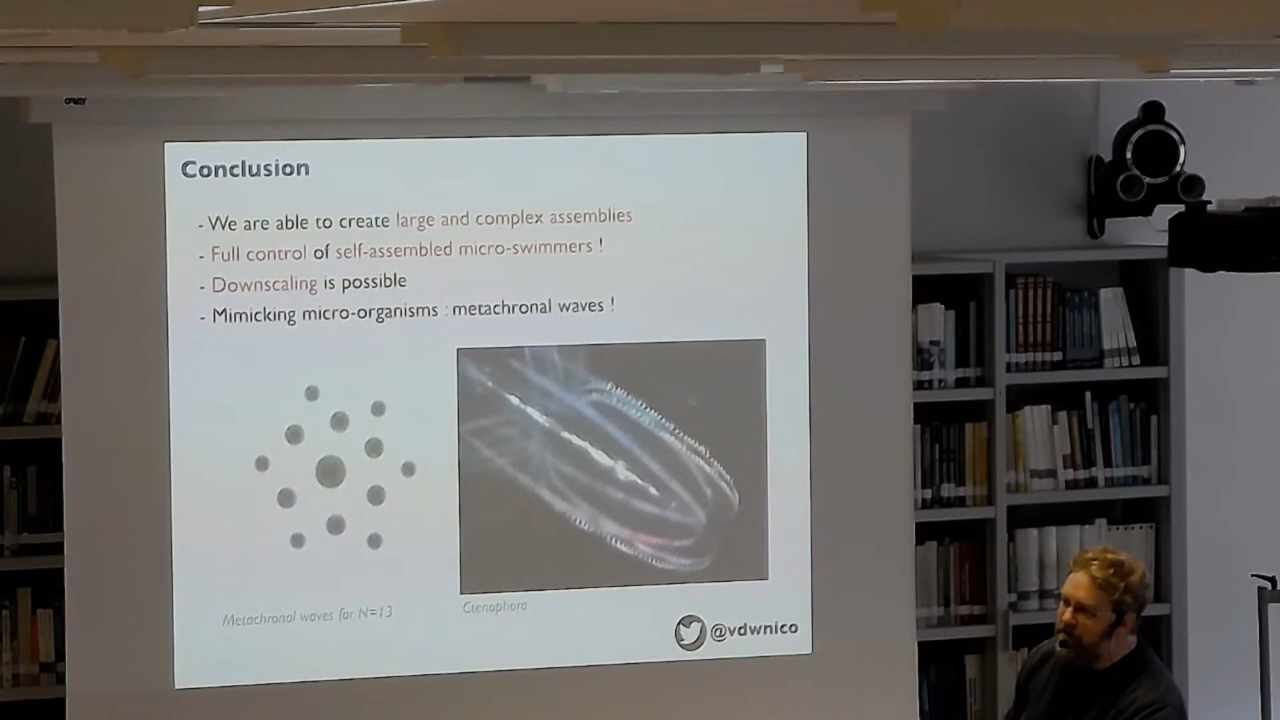 Conclusion
- We are able to create large and complex assemblies
- Full control of self-assembled micro-swimmers !
- Downscaling is possible
- Mimicking micro-organisms : metachronal waves !
Metachronal waves for N=13
Ctenophora
@vdwnico